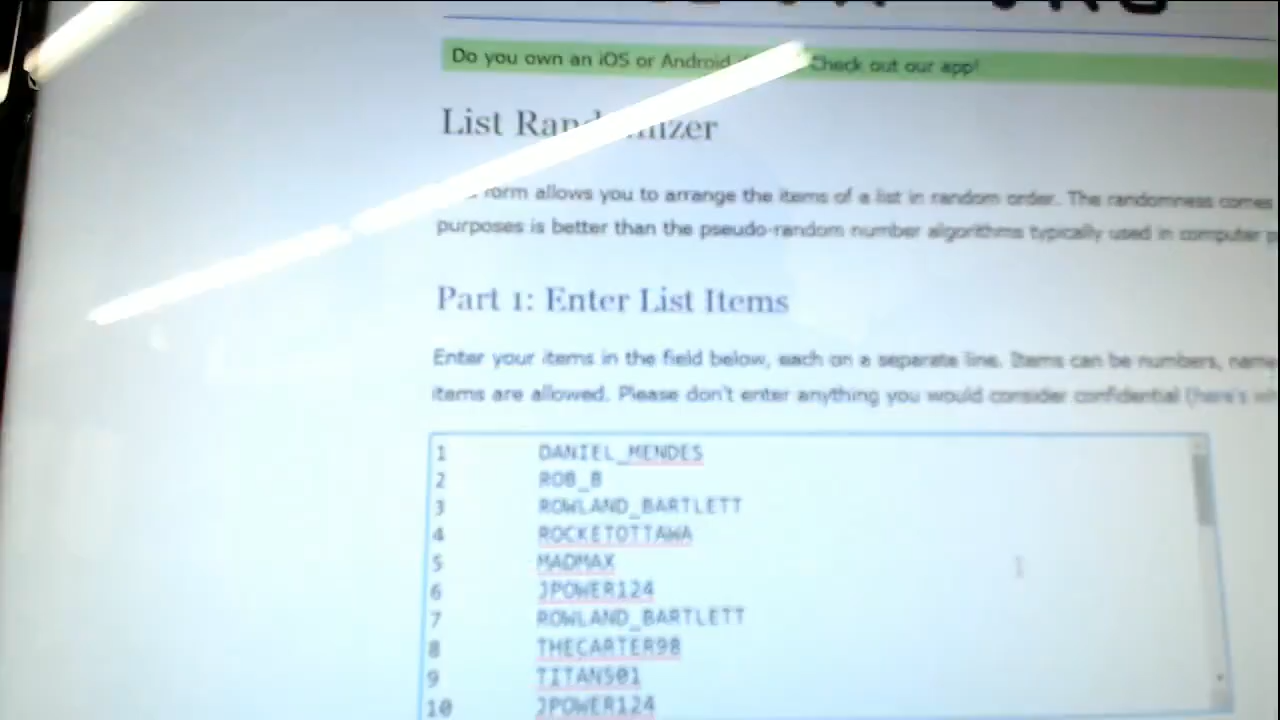 Do you own an iOS or Android Check out our app!
List Randomizer
form allows you to arrange the items of a list in random order. The randomness comes
purposes is better than the pseudo-random number algorithms typically used in computer
Part 1: Enter List Items
Enter your items in the field below, each on a separate line. Items can be numbers, name
items are allowed. Please don't enter anything you would consider confidential (here's
1 DANIEL_MENDES
2 ROB_B
3 ROWLAND_BARTLETT
4 ROCKETOTTAWA
5 MADMAX
6 JPOWER124
7 ROWLAND_BARTLETT
8 THECARTER98
9 TITANS01
10 JPOWER124